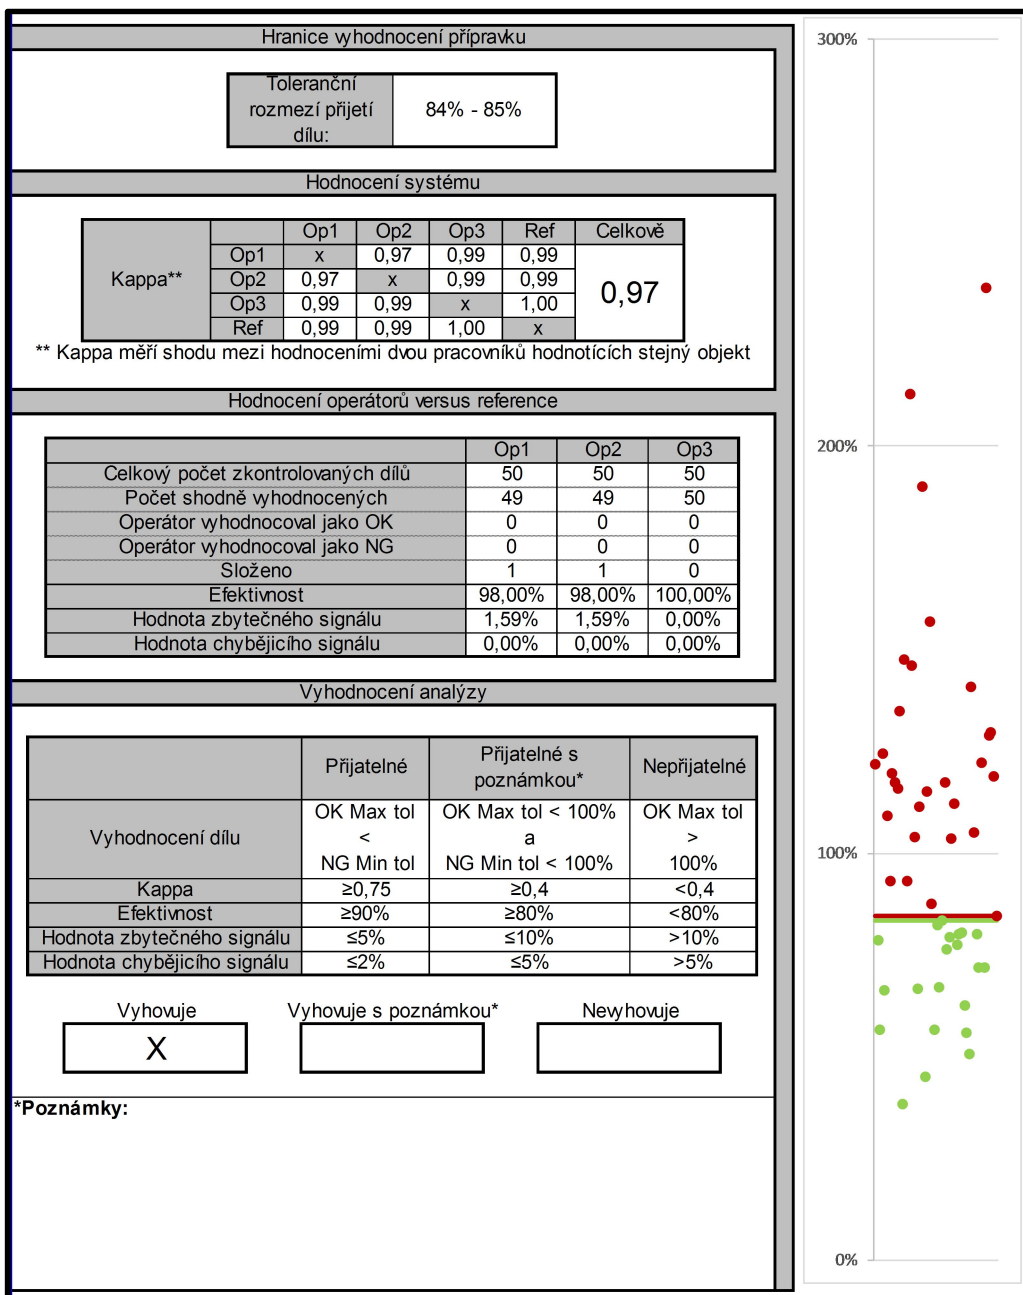 Hranice vyhodnocení přípravku
Toleranční
rozmezí přijetí
dílu:
84% - 85%
Hodnocení systému
Op1 Op2 Op3 Ref Celkově
Kappa**
Op1 x 0,97 0,99 0,99
Op2 0,97 x 0,99 0,99
0,97
Op3 0,99 0,99 x 1,00
Ref 0,99 0,99 1,00 x
** Kappa měří shodu mezi hodnoceními dvou pracovníků hodnotících stejný objekt
Hodnocení operátorů versus reference
Op1 Op2 Op3
Celkový počet zkontrolovaných dílů 50 50 50
Počet shodně vyhodnocených 49 49 50
Operátor vyhodnocoval jako OK 0 0 0
Operátor vyhodnocoval jako NG 0 0 0
Složeno 1 1 0
Efektivnost 98,00% 98,00% 100,00%
Hodnota zbytečného signálu 1,59% 1,59% 0,00%
Hodnota chybějicího signálu 0,00% 0,00% 0,00%
Vyhodnocení analýzy
Přijatelné
Přijatelné s
poznámkou*
Nepřijatelné
Vyhodnocení dílu
OK Max tol
<
NG Min tol
OK Max tol < 100%
a
NG Min tol < 100%
OK Max tol
>
100%
Kappa ≥0,75 ≥0,4 <0,4
Efektivnost ≥90% ≥80% <80%
Hodnota zbytečného signálu ≤5% ≤10% >10%
Hodnota chybějicího signálu ≤2% ≤5% >5%
Vyhovuje Vyhovuje s poznámkou* Nevyhovuje
X
*Poznámky:
300%
200%
100%
0%